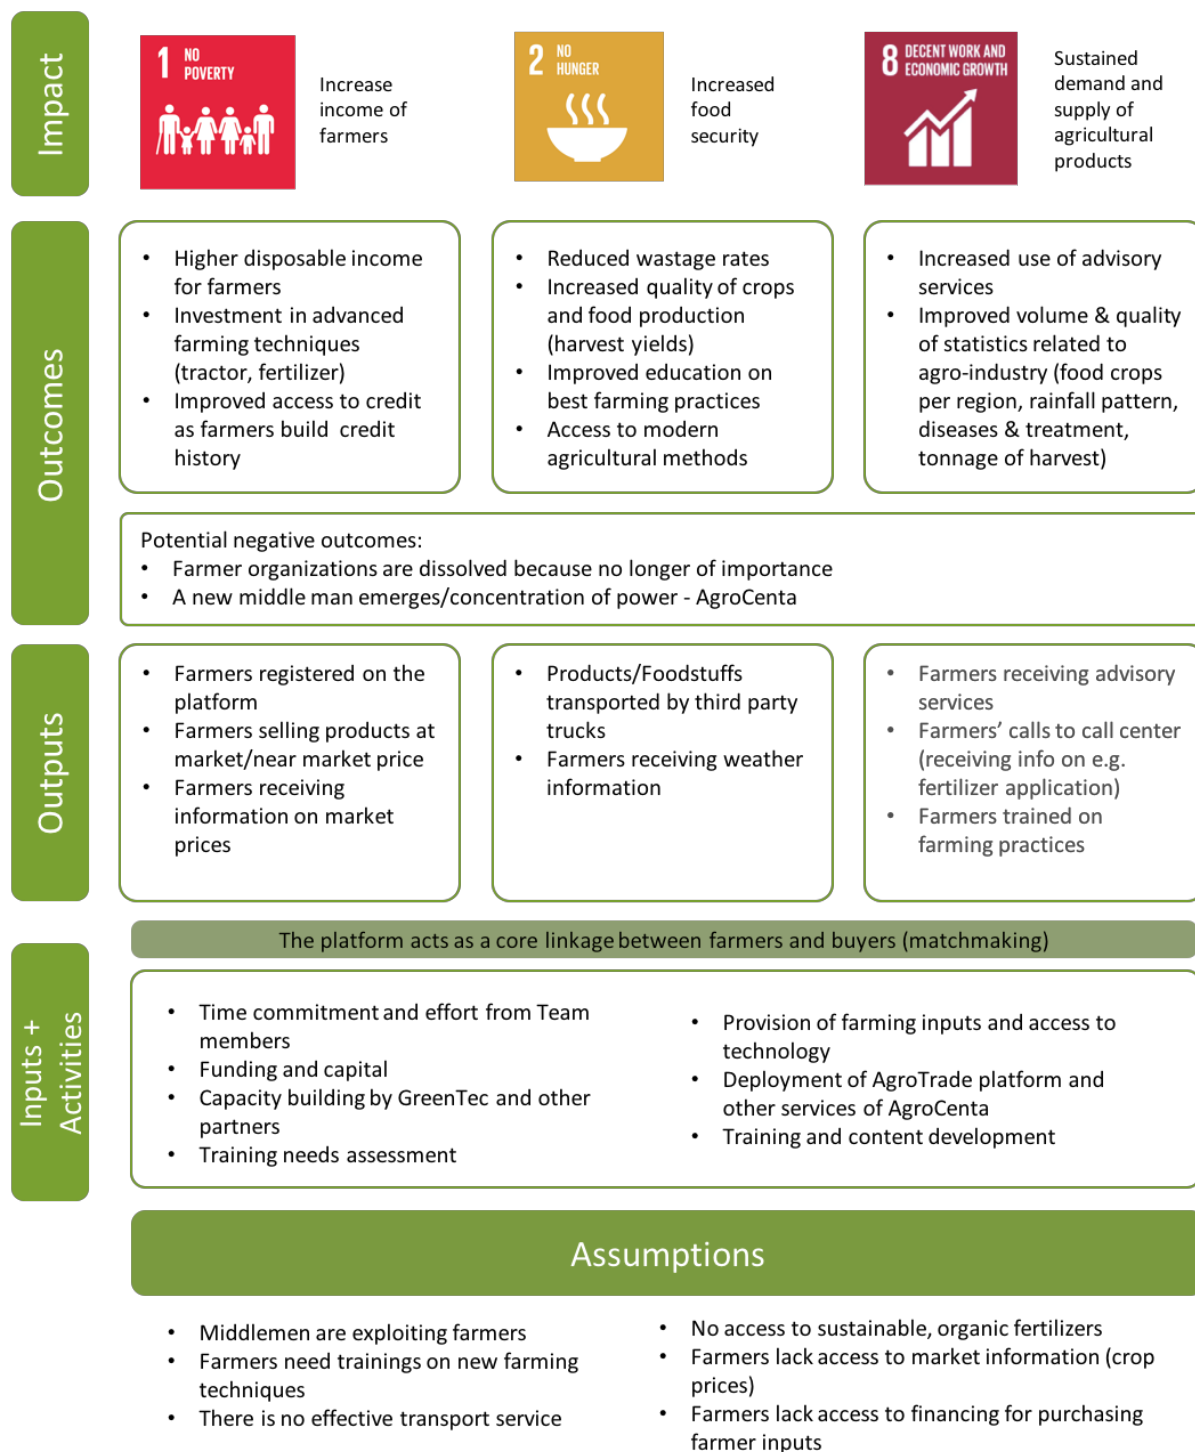 Impact
1 NO
POVERTY
Increase
income of
farmers
2 NO
HUNGER
Increased
food
security
8 DECENT WORK AND
ECONOMIC GROWTH
Sustained
demand and
supply of
agricultural
products
Outcomes
• Higher disposable income
for farmers
• Investment in advanced
farming techniques
(tractor, fertilizer)
• Improved access to credit
as farmers build credit
history
• Reduced wastage rates
• Increased quality of crops
and food production
(harvest yields)
• Improved education on
best farming practices
• Access to modern
agricultural methods
• Increased use of advisory
services
• Improved volume & quality
of statistics related to
agro-industry (food crops
per region, rainfall pattern,
diseases & treatment,
tonnage of harvest)
Potential negative outcomes:
• Farmer organizations are dissolved because no longer of importance
• A new middle man emerges/concentration of power - AgroCenta
Outputs
• Farmers registered on the
platform
• Farmers selling products at
market/near market price
• Farmers receiving
information on market
prices
• Products/Foodstuffs
transported by third party
trucks
• Farmers receiving weather
information
• Farmers receiving advisory
services
• Farmers' calls to call center
(receiving info on e.g.
fertilizer application)
• Farmers trained on
farming practices
The platform acts as a core linkage between farmers and buyers (matchmaking)
Inputs +
Activities
• Time commitment and effort from Team
members
• Funding and capital
• Capacity building by GreenTec and other
partners
• Training needs assessment
• Provision of farming inputs and access to
technology
• Deployment of AgroTrade platform and
other services of AgroCenta
• Training and content development
Assumptions
• Middlemen are exploiting farmers
• Farmers need trainings on new farming
techniques
• There is no effective transport service
• No access to sustainable, organic fertilizers
• Farmers lack access to market information (crop
prices)
• Farmers lack access to financing for purchasing
farmer inputs